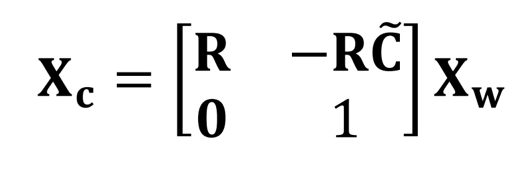 X_c = [ R −RC̃ ; 0 1 ] X_w